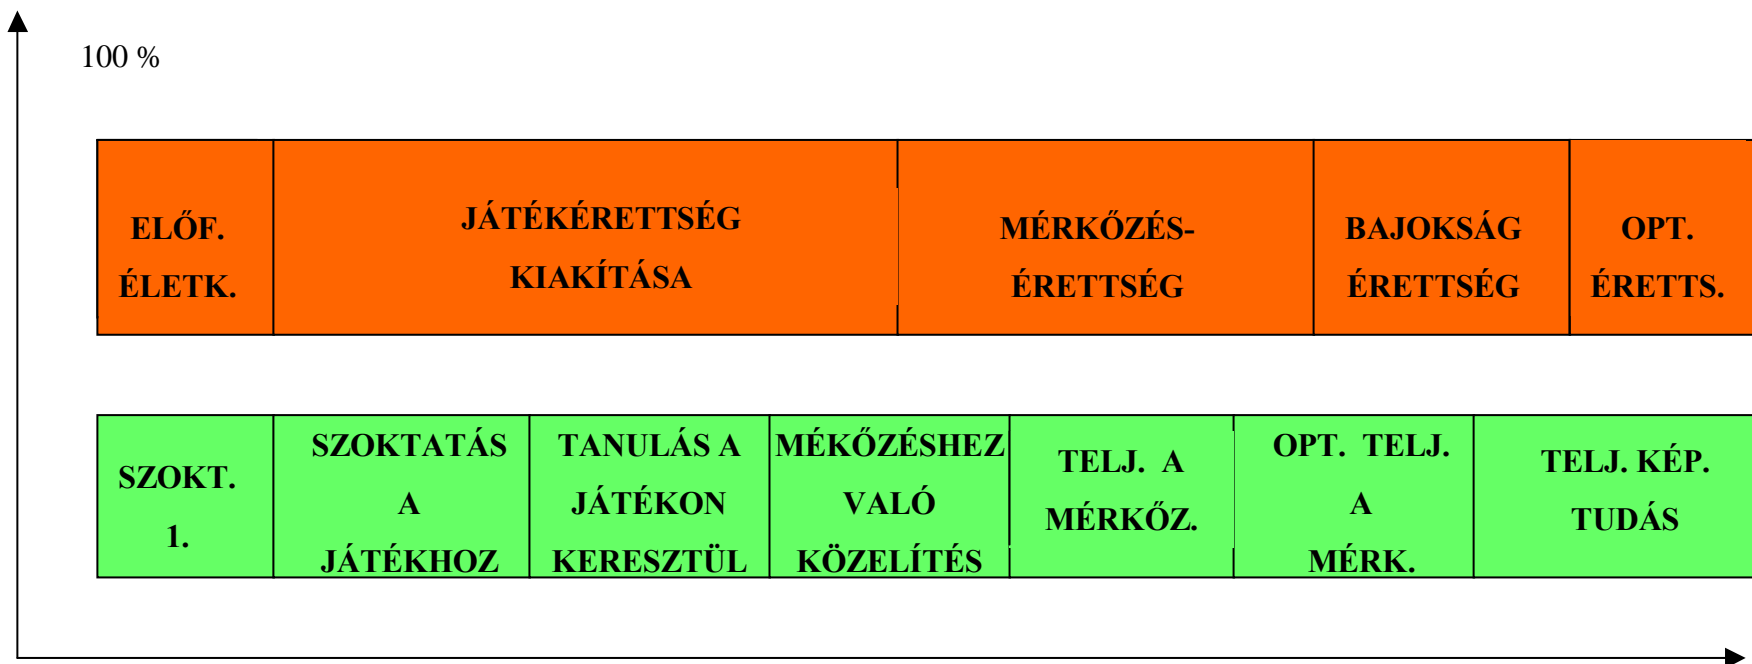 100 %
ELŐF.
ÉLETK.
JÁTÉKÉRETTSÉG
KIAKÍTÁSA
MÉRKŐZÉS-
ÉRETTSÉG
BAJOKSÁG
ÉRETTSÉG
OPT.
ÉRETTS.
SZOKT.
1.
SZOKTATÁS
A
JÁTÉKHOZ
TANULÁS A
JÁTÉKON
KERESZTÜL
MÉKŐZÉSHEZ
VALÓ
KÖZELÍTÉS
TELJ. A
MÉRKŐZ.
OPT. TELJ.
A
MÉRK.
TELJ. KÉP.
TUDÁS